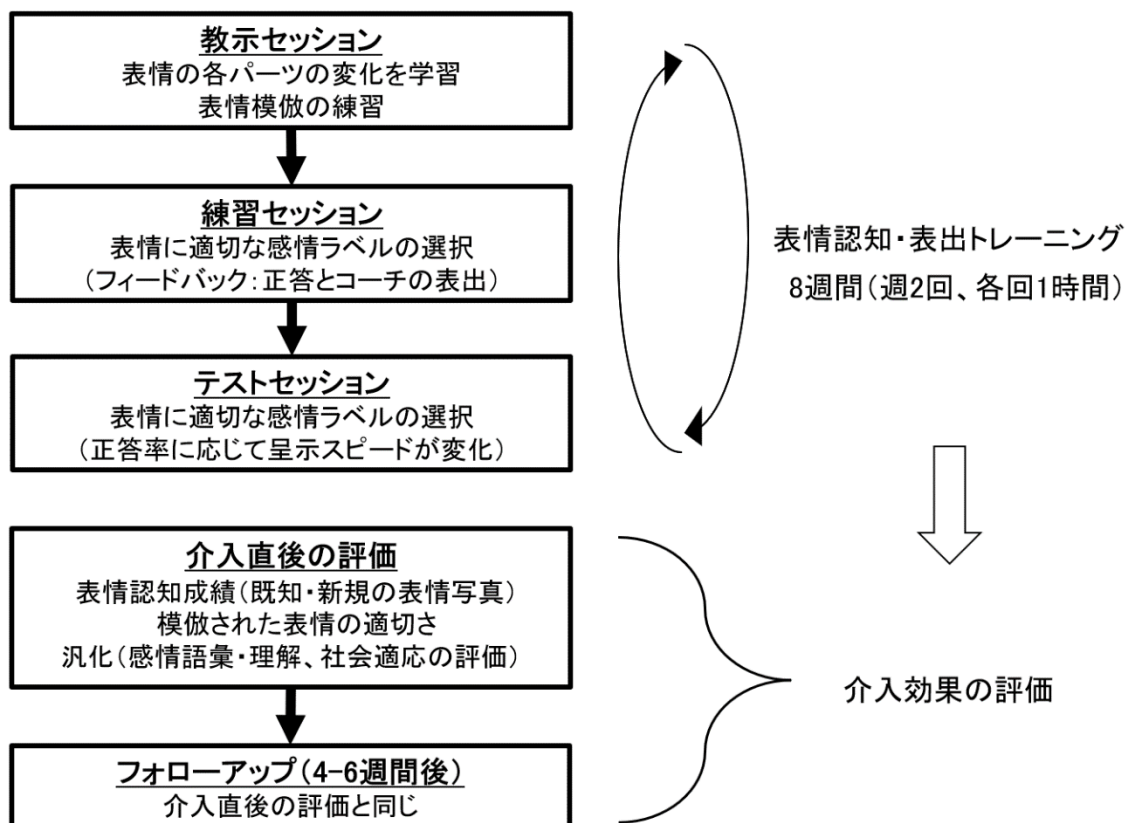 教示セッション
表情の各パーツの変化を学習
表情模倣の練習
練習セッション
表情に適切な感情ラベルの選択
(フィードバック:正答とコーチの表出)
テストセッション
表情に適切な感情ラベルの選択
(正答率に応じて呈示スピードが変化)
表情認知・表出トレーニング
8週間(週2回、各回1時間)
介入直後の評価
表情認知成績(既知・新規の表情写真)
模倣された表情の適切さ
汎化(感情語彙・理解、社会適応の評価)
フォローアップ(4-6週間後)
介入直後の評価と同じ
介入効果の評価